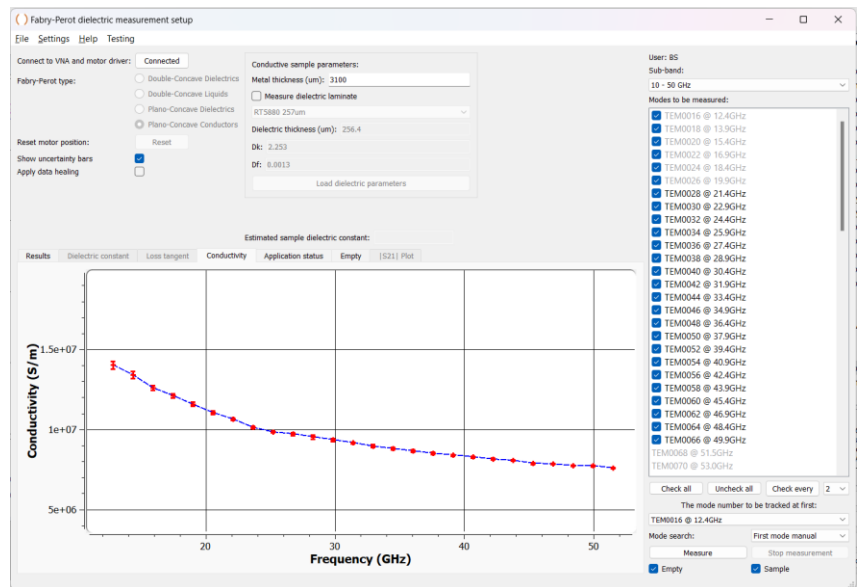 Fabry-Perot dielectric measurement setup
File Settings Help Testing
Connect to VNA and motor driver: Connected
Fabry-Perot type:
Double-Concave Dielectrics
Double-Concave Liquids
Plano-Concave Dielectrics
Plano-Concave Conductors
Reset motor position: Reset
Show uncertainty bars
Apply data healing
Conductive sample parameters:
Metal thickness (um): 3100
Measure dielectric laminate
RT5880 257um
Dielectric thickness (um): 256.4
Dk: 2.253
Df: 0.0013
Load dielectric parameters
Estimated sample dielectric constant:
Results Dielectric constant Loss tangent Conductivity Application status Empty |S21| Plot
Conductivity (S/m)
1.5e+07
1e+07
5e+06
20 30 40 50
Frequency (GHz)
User: BS
Sub-band:
10 - 50 GHz
Modes to be measured:
TEM0016 @ 12.4GHz
TEM0018 @ 13.9GHz
TEM0020 @ 15.4GHz
TEM0022 @ 16.9GHz
TEM0024 @ 18.4GHz
TEM0026 @ 19.9GHz
TEM0028 @ 21.4GHz
TEM0030 @ 22.9GHz
TEM0032 @ 24.4GHz
TEM0034 @ 25.9GHz
TEM0036 @ 27.4GHz
TEM0038 @ 28.9GHz
TEM0040 @ 30.4GHz
TEM0042 @ 31.9GHz
TEM0044 @ 33.4GHz
TEM0046 @ 34.9GHz
TEM0048 @ 36.4GHz
TEM0050 @ 37.9GHz
TEM0052 @ 39.4GHz
TEM0054 @ 40.9GHz
TEM0056 @ 42.4GHz
TEM0058 @ 43.9GHz
TEM0060 @ 45.4GHz
TEM0062 @ 46.9GHz
TEM0064 @ 48.4GHz
TEM0066 @ 49.9GHz
TEM0068 @ 51.5GHz
TEM0070 @ 53.0GHz
Check all Uncheck all Check every 2
The mode number to be tracked at first:
TEM0016 @ 12.4GHz
Mode search: First mode manual
Measure Stop measurement
Empty Sample